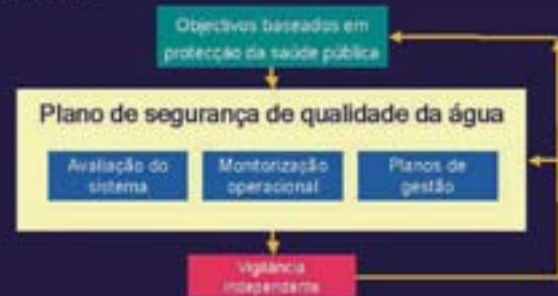 Objectivos baseados em
protecção da saúde pública
Plano de segurança de qualidade da água
Avaliação do
sistema
Montorização
operacional
Planos de
gestão
Vigilância
independente